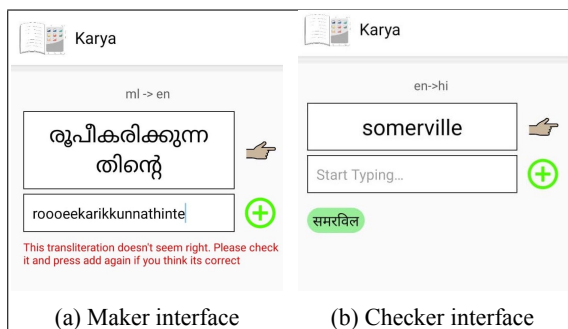 Karya
ml -> en
രൂപീകരിക്കുന്ന
തിന്റെ
roooeekarikkunnathinte
This transliteration doesn't seem right. Please check
it and press add again if you think its correct
(a) Maker interface
Karya
en->hi
somerville
Start Typing...
समरविल
(b) Checker interface